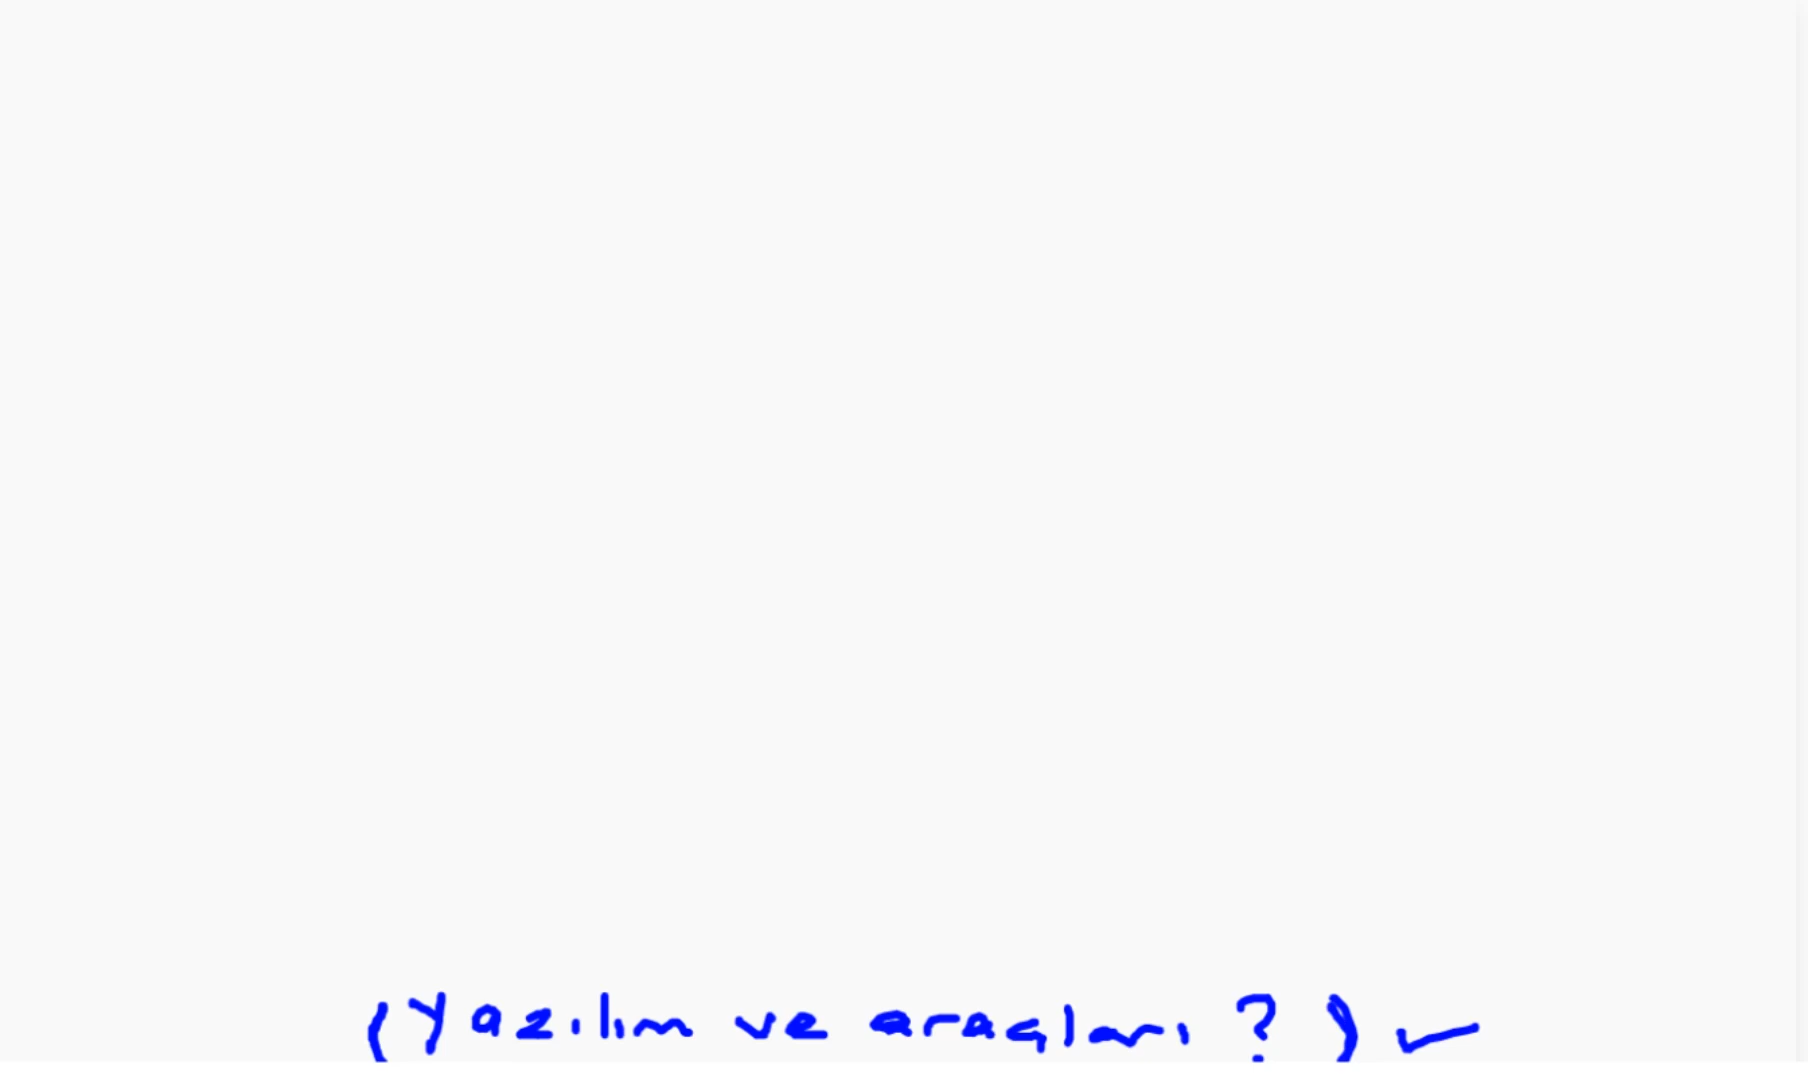 (Yazılım ve araçları ?) ✓